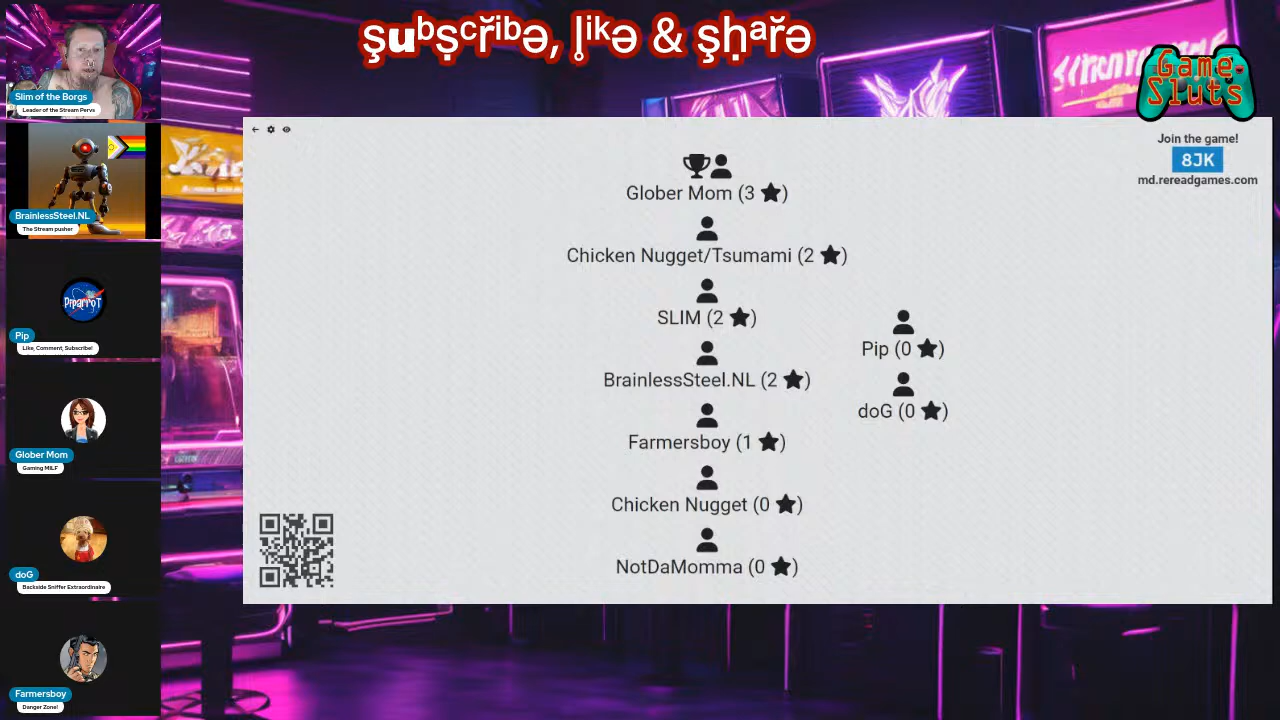 şuᵇşᶜřⁱᵇə, ļⁱᵏə & şḥᵃřə
Game
Sluts
Slim of the Borgs
Leader of the Stream Pervs
BrainlessSteel.NL
The Stream pusher
PIparroT
Pip
Like, Comment, Subscribe!
Glober Mom
Gaming MILF
doG
Backside Sniffer Extraordinaire
Farmersboy
Danger Zone!
Join the game!
8JK
md.rereadgames.com
Glober Mom (3 ★)
Chicken Nugget/Tsumami (2 ★)
SLIM (2 ★)
BrainlessSteel.NL (2 ★)
Farmersboy (1 ★)
Chicken Nugget (0 ★)
NotDaMomma (0 ★)
Pip (0 ★)
doG (0 ★)